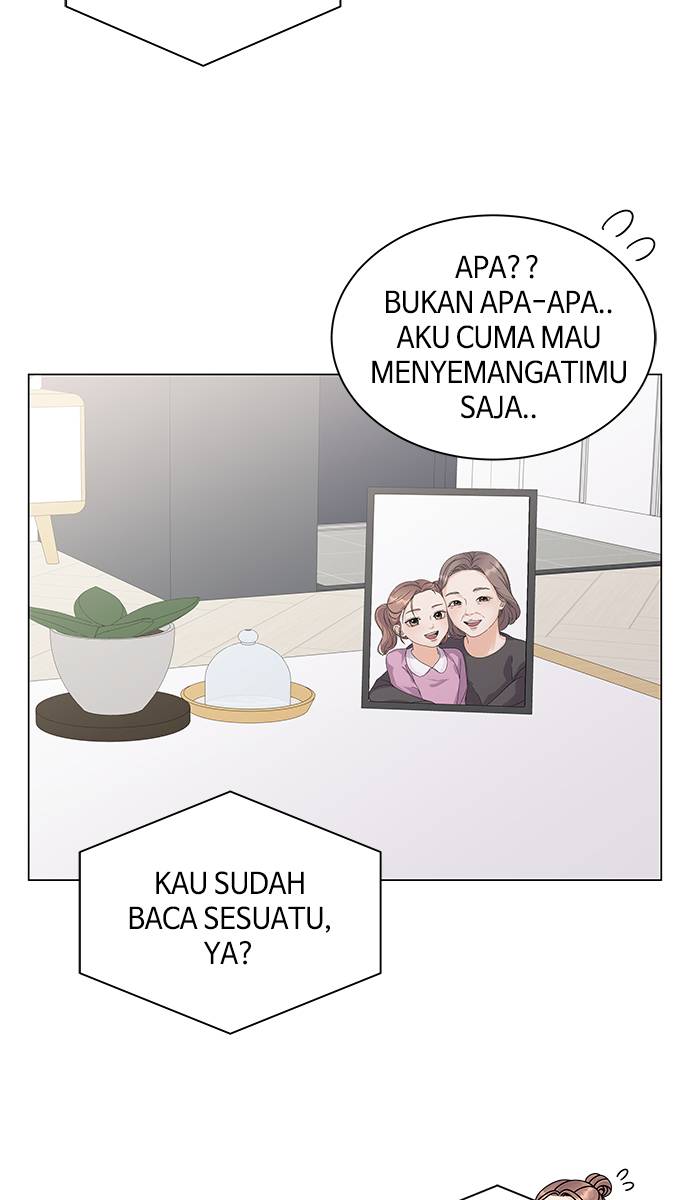 APA??
BUKAN APA-APA..
AKU CUMA MAU
MENYEMANGATIMU
SAJA..
KAU SUDAH
BACA SESUATU,
YA?